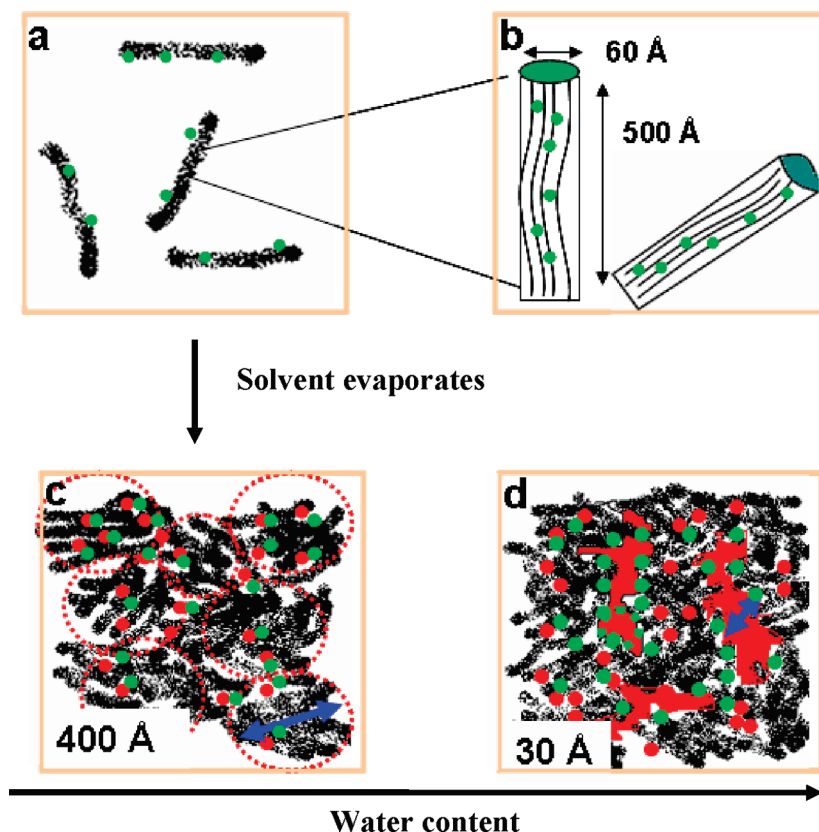 a
b
60 Å
500 Å
Solvent evaporates
c
d
400 Å
30 Å
Water content